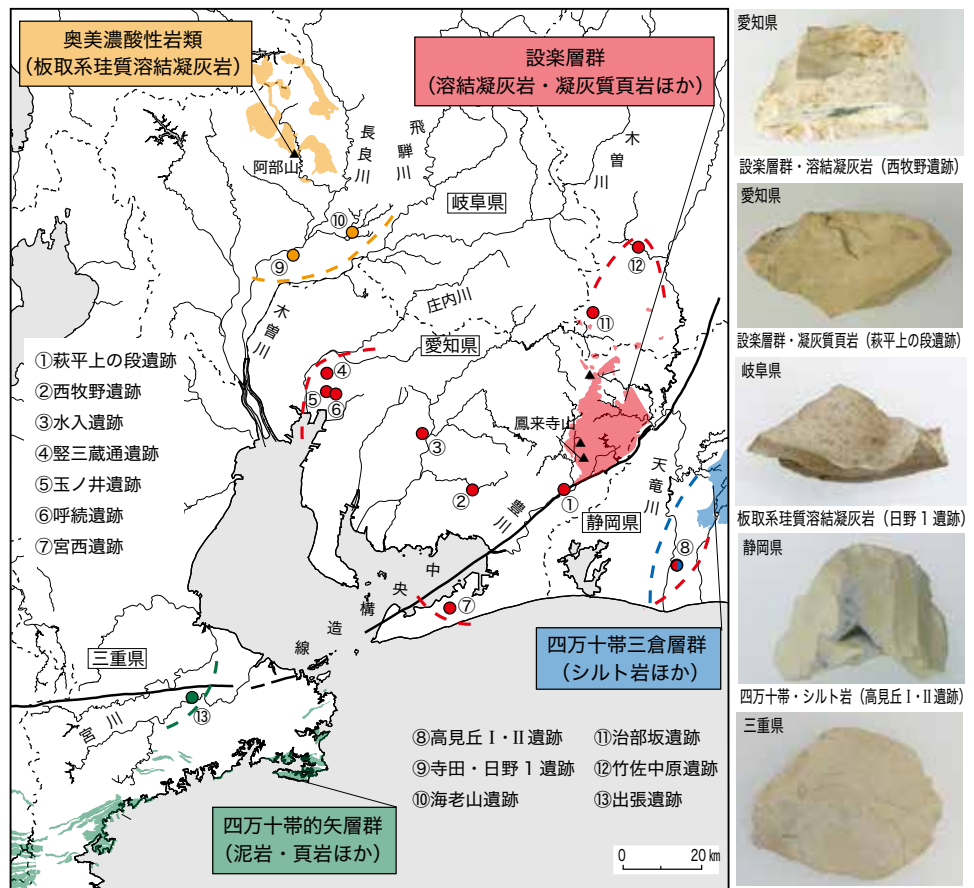 奥美濃酸性岩類
（板取系珪質溶結凝灰岩）
設楽層群
（溶結凝灰岩・凝灰質頁岩ほか）
阿部山
長良川
飛騨川
木曽川
岐阜県
⑩
⑨
⑫
⑪
木曽川
庄内川
愛知県
④
⑤
⑥
③
②
鳳来寺山
①
豊川
静岡県
天竜川
⑧
⑦
中央構造線
①萩平上の段遺跡
②西牧野遺跡
③水入遺跡
④竪三蔵通遺跡
⑤玉ノ井遺跡
⑥呼続遺跡
⑦宮西遺跡
三重県
宮川
⑬
四万十帯三倉層群
（シルト岩ほか）
⑧高見丘Ⅰ・Ⅱ遺跡
⑨寺田・日野1遺跡
⑩海老山遺跡
⑪治部坂遺跡
⑫竹佐中原遺跡
⑬出張遺跡
四万十帯的矢層群
（泥岩・頁岩ほか）
0 20km
愛知県
設楽層群・溶結凝灰岩（西牧野遺跡）
愛知県
設楽層群・凝灰質頁岩（萩平上の段遺跡）
岐阜県
板取系珪質溶結凝灰岩（日野1遺跡）
静岡県
四万十帯・シルト岩（高見丘Ⅰ・Ⅱ遺跡）
三重県